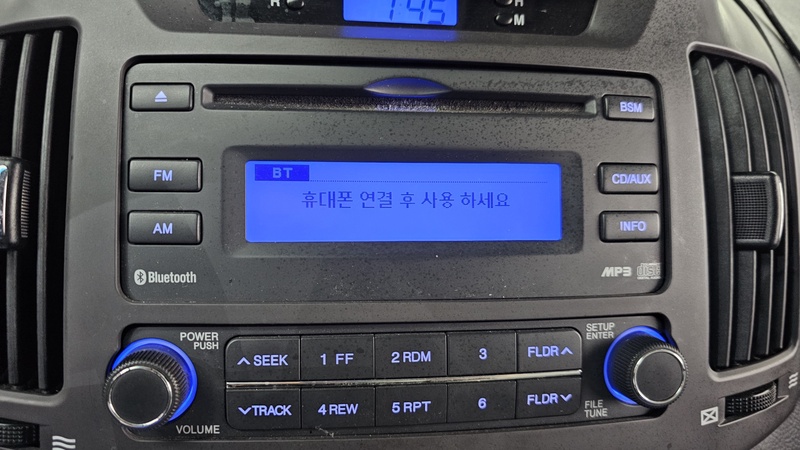 R
1:45
R
M
BSM
FM
BT
휴대폰 연결 후 사용 하세요
CD/AUX
AM
INFO
Bluetooth
MP3
POWER PUSH
SEEK
1 FF
2 RDM
3
FLDR
SETUP ENTER
VOLUME
TRACK
4 REW
5 RPT
6
FLDR
FILE TUNE